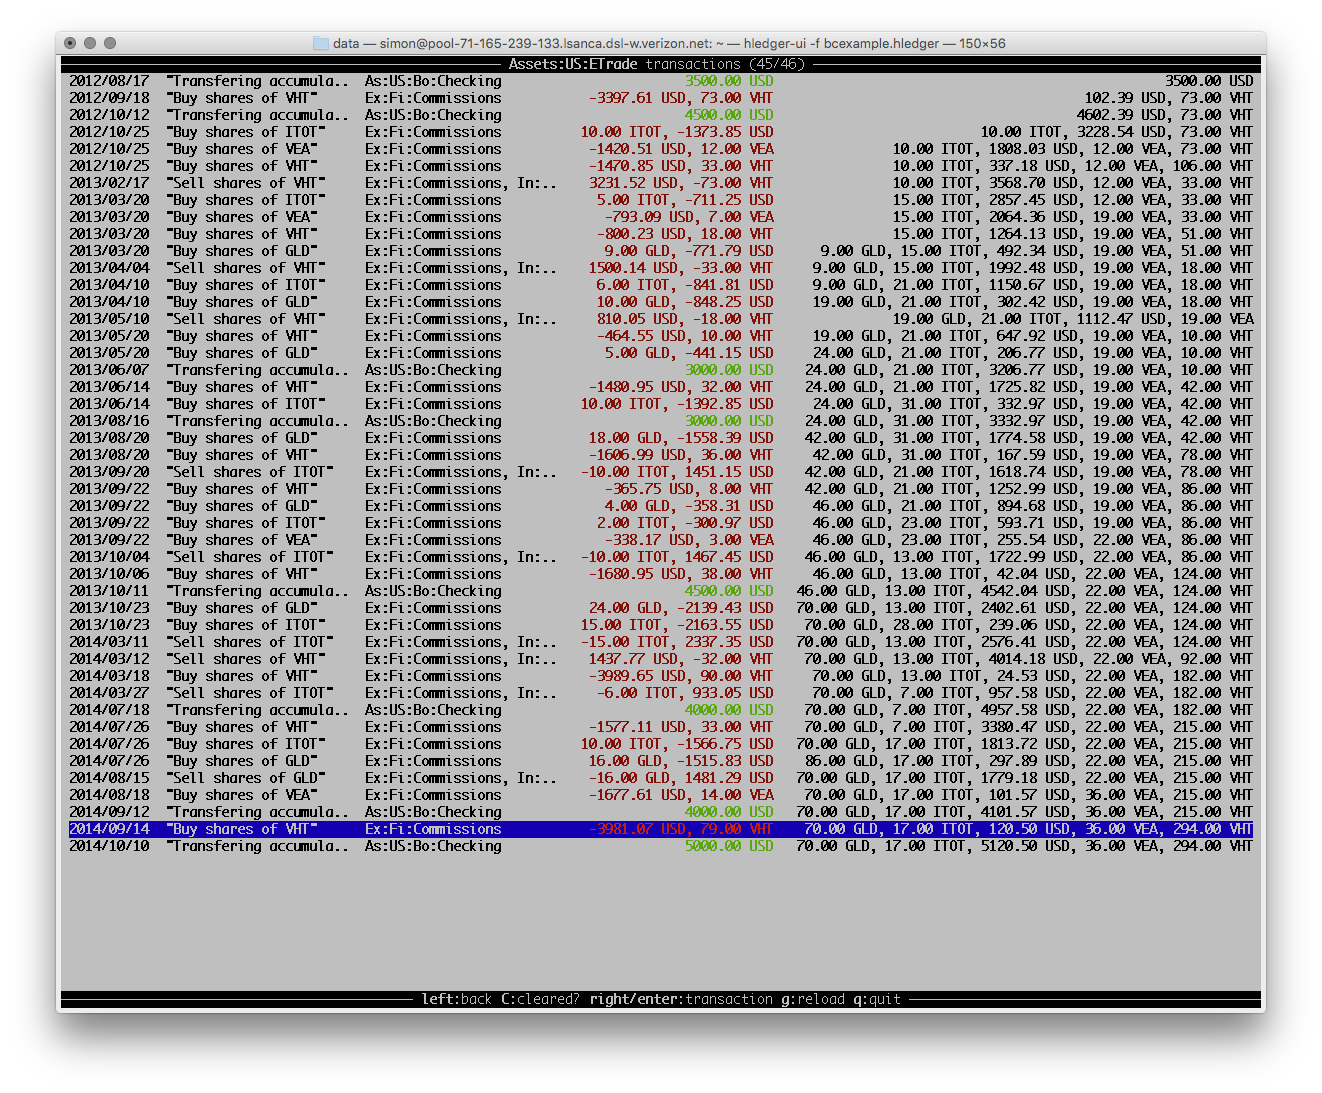 data — simon@pool-71-165-239-133.lsanca.dsl-w.verizon.net: ~ — hledger-ui -f bcexample.hledger — 150×56
Assets:US:ETrade transactions (45/46)
2012/08/17 "Transfering accumula.. As:US:Bo:Checking 3500.00 USD 3500.00 USD
2012/09/18 "Buy shares of VHT" Ex:Fi:Commissions -3397.61 USD, 73.00 VHT 102.39 USD, 73.00 VHT
2012/10/12 "Transfering accumula.. As:US:Bo:Checking 4500.00 USD 4602.39 USD, 73.00 VHT
2012/10/25 "Buy shares of ITOT" Ex:Fi:Commissions 10.00 ITOT, -1373.85 USD 10.00 ITOT, 3228.54 USD, 73.00 VHT
2012/10/25 "Buy shares of VEA" Ex:Fi:Commissions -1420.51 USD, 12.00 VEA 10.00 ITOT, 1808.03 USD, 12.00 VEA, 73.00 VHT
2012/10/25 "Buy shares of VHT" Ex:Fi:Commissions -1470.85 USD, 33.00 VHT 10.00 ITOT, 337.18 USD, 12.00 VEA, 106.00 VHT
2013/02/17 "Sell shares of VHT" Ex:Fi:Commissions, In:.. 3231.52 USD, -73.00 VHT 10.00 ITOT, 3568.70 USD, 12.00 VEA, 33.00 VHT
2013/03/20 "Buy shares of ITOT" Ex:Fi:Commissions 5.00 ITOT, -711.25 USD 15.00 ITOT, 2857.45 USD, 12.00 VEA, 33.00 VHT
2013/03/20 "Buy shares of VEA" Ex:Fi:Commissions -793.09 USD, 7.00 VEA 15.00 ITOT, 2064.36 USD, 19.00 VEA, 33.00 VHT
2013/03/20 "Buy shares of VHT" Ex:Fi:Commissions -800.23 USD, 18.00 VHT 15.00 ITOT, 1264.13 USD, 19.00 VEA, 51.00 VHT
2013/03/20 "Buy shares of GLD" Ex:Fi:Commissions 9.00 GLD, -771.79 USD 9.00 GLD, 15.00 ITOT, 492.34 USD, 19.00 VEA, 51.00 VHT
2013/04/04 "Sell shares of VHT" Ex:Fi:Commissions, In:.. 1500.14 USD, -33.00 VHT 9.00 GLD, 15.00 ITOT, 1992.48 USD, 19.00 VEA, 18.00 VHT
2013/04/10 "Buy shares of ITOT" Ex:Fi:Commissions 6.00 ITOT, -841.81 USD 9.00 GLD, 21.00 ITOT, 1150.67 USD, 19.00 VEA, 18.00 VHT
2013/04/10 "Buy shares of GLD" Ex:Fi:Commissions 10.00 GLD, -848.25 USD 19.00 GLD, 21.00 ITOT, 302.42 USD, 19.00 VEA, 18.00 VHT
2013/05/10 "Sell shares of VHT" Ex:Fi:Commissions, In:.. 810.05 USD, -18.00 VHT 19.00 GLD, 21.00 ITOT, 1112.47 USD, 19.00 VEA
2013/05/20 "Buy shares of VHT" Ex:Fi:Commissions -464.55 USD, 10.00 VHT 19.00 GLD, 21.00 ITOT, 647.92 USD, 19.00 VEA, 10.00 VHT
2013/05/20 "Buy shares of GLD" Ex:Fi:Commissions 5.00 GLD, -441.15 USD 24.00 GLD, 21.00 ITOT, 206.77 USD, 19.00 VEA, 10.00 VHT
2013/06/07 "Transfering accumula.. As:US:Bo:Checking 3000.00 USD 24.00 GLD, 21.00 ITOT, 3206.77 USD, 19.00 VEA, 10.00 VHT
2013/06/14 "Buy shares of VHT" Ex:Fi:Commissions -1480.95 USD, 32.00 VHT 24.00 GLD, 21.00 ITOT, 1725.82 USD, 19.00 VEA, 42.00 VHT
2013/06/14 "Buy shares of ITOT" Ex:Fi:Commissions 10.00 ITOT, -1392.85 USD 24.00 GLD, 31.00 ITOT, 332.97 USD, 19.00 VEA, 42.00 VHT
2013/08/16 "Transfering accumula.. As:US:Bo:Checking 3000.00 USD 24.00 GLD, 31.00 ITOT, 3332.97 USD, 19.00 VEA, 42.00 VHT
2013/08/20 "Buy shares of GLD" Ex:Fi:Commissions 18.00 GLD, -1558.39 USD 42.00 GLD, 31.00 ITOT, 1774.58 USD, 19.00 VEA, 42.00 VHT
2013/08/20 "Buy shares of VHT" Ex:Fi:Commissions -1606.99 USD, 36.00 VHT 42.00 GLD, 31.00 ITOT, 167.59 USD, 19.00 VEA, 78.00 VHT
2013/09/20 "Sell shares of ITOT" Ex:Fi:Commissions, In:.. -10.00 ITOT, 1451.15 USD 42.00 GLD, 21.00 ITOT, 1618.74 USD, 19.00 VEA, 78.00 VHT
2013/09/22 "Buy shares of VHT" Ex:Fi:Commissions -365.75 USD, 8.00 VHT 42.00 GLD, 21.00 ITOT, 1252.99 USD, 19.00 VEA, 86.00 VHT
2013/09/22 "Buy shares of GLD" Ex:Fi:Commissions 4.00 GLD, -358.31 USD 46.00 GLD, 21.00 ITOT, 894.68 USD, 19.00 VEA, 86.00 VHT
2013/09/22 "Buy shares of ITOT" Ex:Fi:Commissions 2.00 ITOT, -300.97 USD 46.00 GLD, 23.00 ITOT, 593.71 USD, 19.00 VEA, 86.00 VHT
2013/09/22 "Buy shares of VEA" Ex:Fi:Commissions -338.17 USD, 3.00 VEA 46.00 GLD, 23.00 ITOT, 255.54 USD, 22.00 VEA, 86.00 VHT
2013/10/04 "Sell shares of ITOT" Ex:Fi:Commissions, In:.. -10.00 ITOT, 1467.45 USD 46.00 GLD, 13.00 ITOT, 1722.99 USD, 22.00 VEA, 86.00 VHT
2013/10/06 "Buy shares of VHT" Ex:Fi:Commissions -1680.95 USD, 38.00 VHT 46.00 GLD, 13.00 ITOT, 42.04 USD, 22.00 VEA, 124.00 VHT
2013/10/11 "Transfering accumula.. As:US:Bo:Checking 4500.00 USD 46.00 GLD, 13.00 ITOT, 4542.04 USD, 22.00 VEA, 124.00 VHT
2013/10/23 "Buy shares of GLD" Ex:Fi:Commissions 24.00 GLD, -2139.43 USD 70.00 GLD, 13.00 ITOT, 2402.61 USD, 22.00 VEA, 124.00 VHT
2013/10/23 "Buy shares of ITOT" Ex:Fi:Commissions 15.00 ITOT, -2163.55 USD 70.00 GLD, 28.00 ITOT, 239.06 USD, 22.00 VEA, 124.00 VHT
2014/03/11 "Sell shares of ITOT" Ex:Fi:Commissions, In:.. -15.00 ITOT, 2337.35 USD 70.00 GLD, 13.00 ITOT, 2576.41 USD, 22.00 VEA, 124.00 VHT
2014/03/12 "Sell shares of VHT" Ex:Fi:Commissions, In:.. 1437.77 USD, -32.00 VHT 70.00 GLD, 13.00 ITOT, 4014.18 USD, 22.00 VEA, 92.00 VHT
2014/03/18 "Buy shares of VHT" Ex:Fi:Commissions -3989.65 USD, 90.00 VHT 70.00 GLD, 13.00 ITOT, 24.53 USD, 22.00 VEA, 182.00 VHT
2014/03/27 "Sell shares of ITOT" Ex:Fi:Commissions, In:.. -6.00 ITOT, 933.05 USD 70.00 GLD, 7.00 ITOT, 957.58 USD, 22.00 VEA, 182.00 VHT
2014/07/18 "Transfering accumula.. As:US:Bo:Checking 4000.00 USD 70.00 GLD, 7.00 ITOT, 4957.58 USD, 22.00 VEA, 182.00 VHT
2014/07/26 "Buy shares of VHT" Ex:Fi:Commissions -1577.11 USD, 33.00 VHT 70.00 GLD, 7.00 ITOT, 3380.47 USD, 22.00 VEA, 215.00 VHT
2014/07/26 "Buy shares of ITOT" Ex:Fi:Commissions 10.00 ITOT, -1566.75 USD 70.00 GLD, 17.00 ITOT, 1813.72 USD, 22.00 VEA, 215.00 VHT
2014/07/26 "Buy shares of GLD" Ex:Fi:Commissions 16.00 GLD, -1515.83 USD 86.00 GLD, 17.00 ITOT, 297.89 USD, 22.00 VEA, 215.00 VHT
2014/08/15 "Sell shares of GLD" Ex:Fi:Commissions, In:.. -16.00 GLD, 1481.29 USD 70.00 GLD, 17.00 ITOT, 1779.18 USD, 22.00 VEA, 215.00 VHT
2014/08/18 "Buy shares of VEA" Ex:Fi:Commissions -1677.61 USD, 14.00 VEA 70.00 GLD, 17.00 ITOT, 101.57 USD, 36.00 VEA, 215.00 VHT
2014/09/12 "Transfering accumula.. As:US:Bo:Checking 4000.00 USD 70.00 GLD, 17.00 ITOT, 4101.57 USD, 36.00 VEA, 215.00 VHT
2014/09/14 "Buy shares of VHT" Ex:Fi:Commissions -3981.07 USD, 79.00 VHT 70.00 GLD, 17.00 ITOT, 120.50 USD, 36.00 VEA, 294.00 VHT
2014/10/10 "Transfering accumula.. As:US:Bo:Checking 5000.00 USD 70.00 GLD, 17.00 ITOT, 5120.50 USD, 36.00 VEA, 294.00 VHT
left:back C:cleared? right/enter:transaction g:reload q:quit